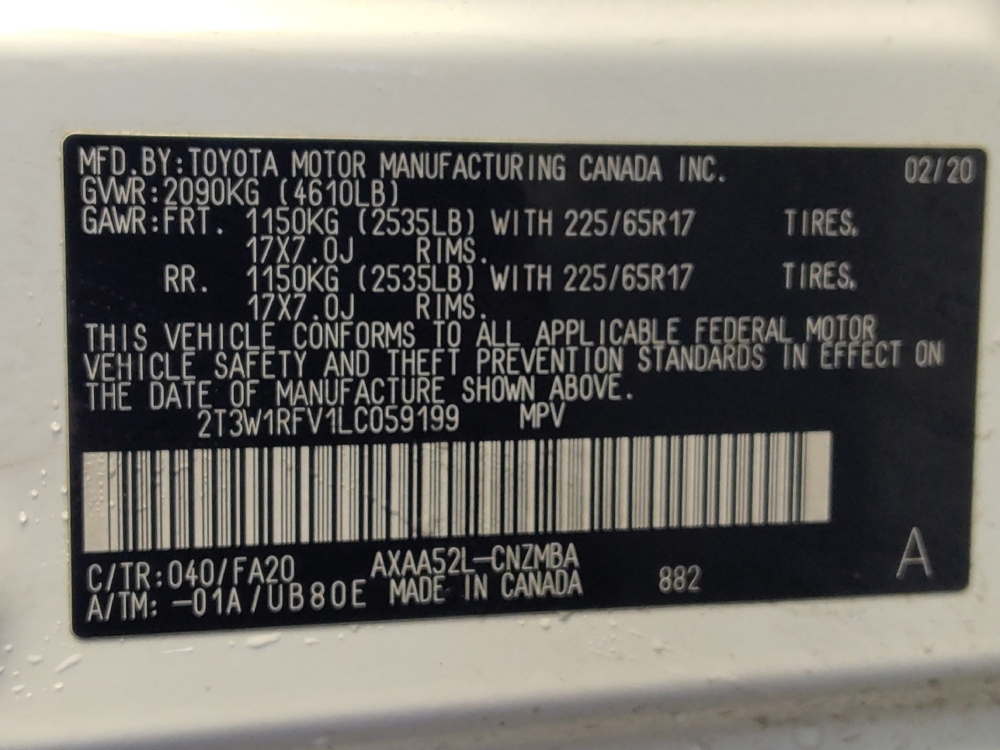 MFD.BY:TOYOTA MOTOR MANUFACTURING CANADA INC. 02/20
GVWR:2090KG (4610LB)
GAWR:FRT. 1150KG (2535LB) WITH 225/65R17 TIRES,
17X7.0J RIMS.
RR. 1150KG (2535LB) WITH 225/65R17 TIRES,
17X7.0J RIMS.
THIS VEHICLE CONFORMS TO ALL APPLICABLE FEDERAL MOTOR
VEHICLE SAFETY AND THEFT PREVENTION STANDARDS IN EFFECT ON
THE DATE OF MANUFACTURE SHOWN ABOVE.
2T3W1RFV1LC059199 MPV
C/TR:040/FA20 AXAA52L-CNZMBA 882 A
A/TM: -01A/UB80E MADE IN CANADA